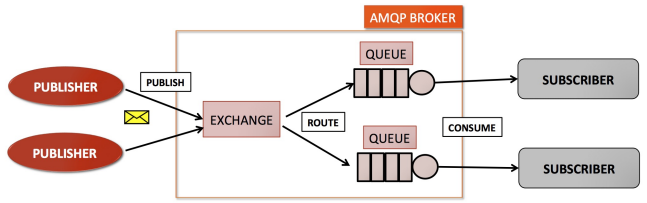 AMQP BROKER
QUEUE
PUBLISH
PUBLISHER
SUBSCRIBER
EXCHANGE
ROUTE
CONSUME
QUEUE
PUBLISHER
SUBSCRIBER